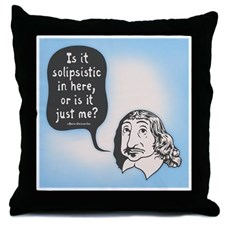 Is it
solipsistic
in here,
or is it
just me?